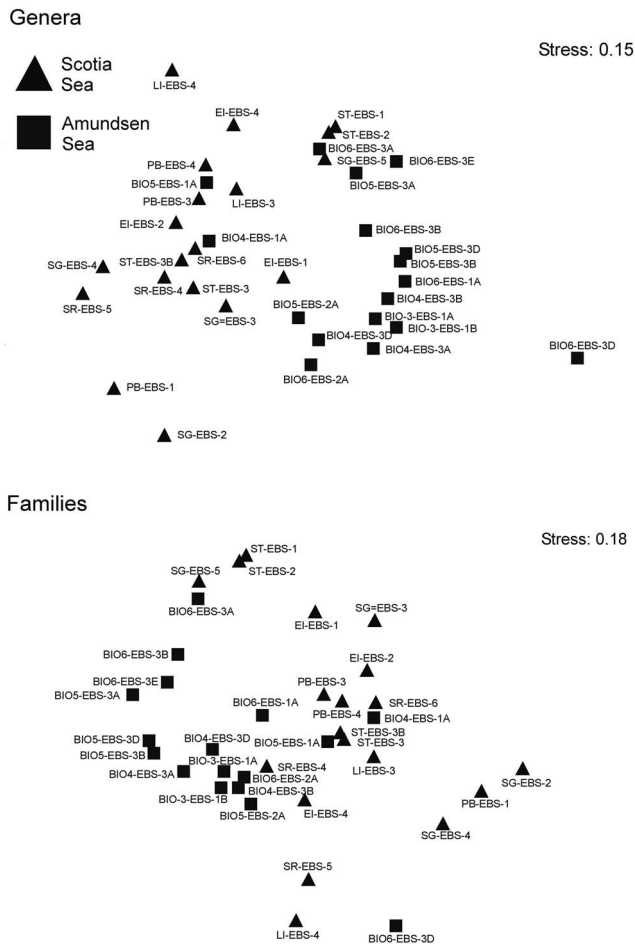 Genera
Stress: 0.15
Scotia
Sea
Amundsen
Sea
LI-EBS-4
EI-EBS-4
ST-EBS-1
ST-EBS-2
BIO6-EBS-3A
SG-EBS-5
BIO6-EBS-3E
BIO5-EBS-3A
PB-EBS-4
BIO5-EBS-1A
PB-EBS-3
LI-EBS-3
EI-EBS-2
BIO6-EBS-3B
BIO4-EBS-1A
BIO5-EBS-3D
BIO5-EBS-3B
SG-EBS-4
ST-EBS-3B
SR-EBS-6
EI-EBS-1
SR-EBS-4
ST-EBS-3
BIO6-EBS-1A
SR-EBS-5
BIO4-EBS-3B
SG=EBS-3
BIO5-EBS-2A
BIO-3-EBS-1A
BIO-3-EBS-1B
BIO4-EBS-3D
BIO4-EBS-3A
BIO6-EBS-3D
BIO6-EBS-2A
PB-EBS-1
SG-EBS-2
Families
Stress: 0.18
ST-EBS-1
ST-EBS-2
SG-EBS-5
BIO6-EBS-3A
EI-EBS-1
SG=EBS-3
BIO6-EBS-3B
EI-EBS-2
BIO6-EBS-3E
BIO5-EBS-3A
PB-EBS-3
PB-EBS-4
SR-EBS-6
BIO6-EBS-1A
BIO4-EBS-1A
ST-EBS-3B
BIO5-EBS-3D
BIO4-EBS-3D
BIO5-EBS-1A
ST-EBS-3
BIO5-EBS-3B
BIO-3-EBS-1A
SR-EBS-4
LI-EBS-3
BIO4-EBS-3A
BIO6-EBS-2A
SG-EBS-2
BIO4-EBS-3B
BIO-3-EBS-1B
PB-EBS-1
BIO5-EBS-2A
EI-EBS-4
SG-EBS-4
SR-EBS-5
LI-EBS-4
BIO6-EBS-3D